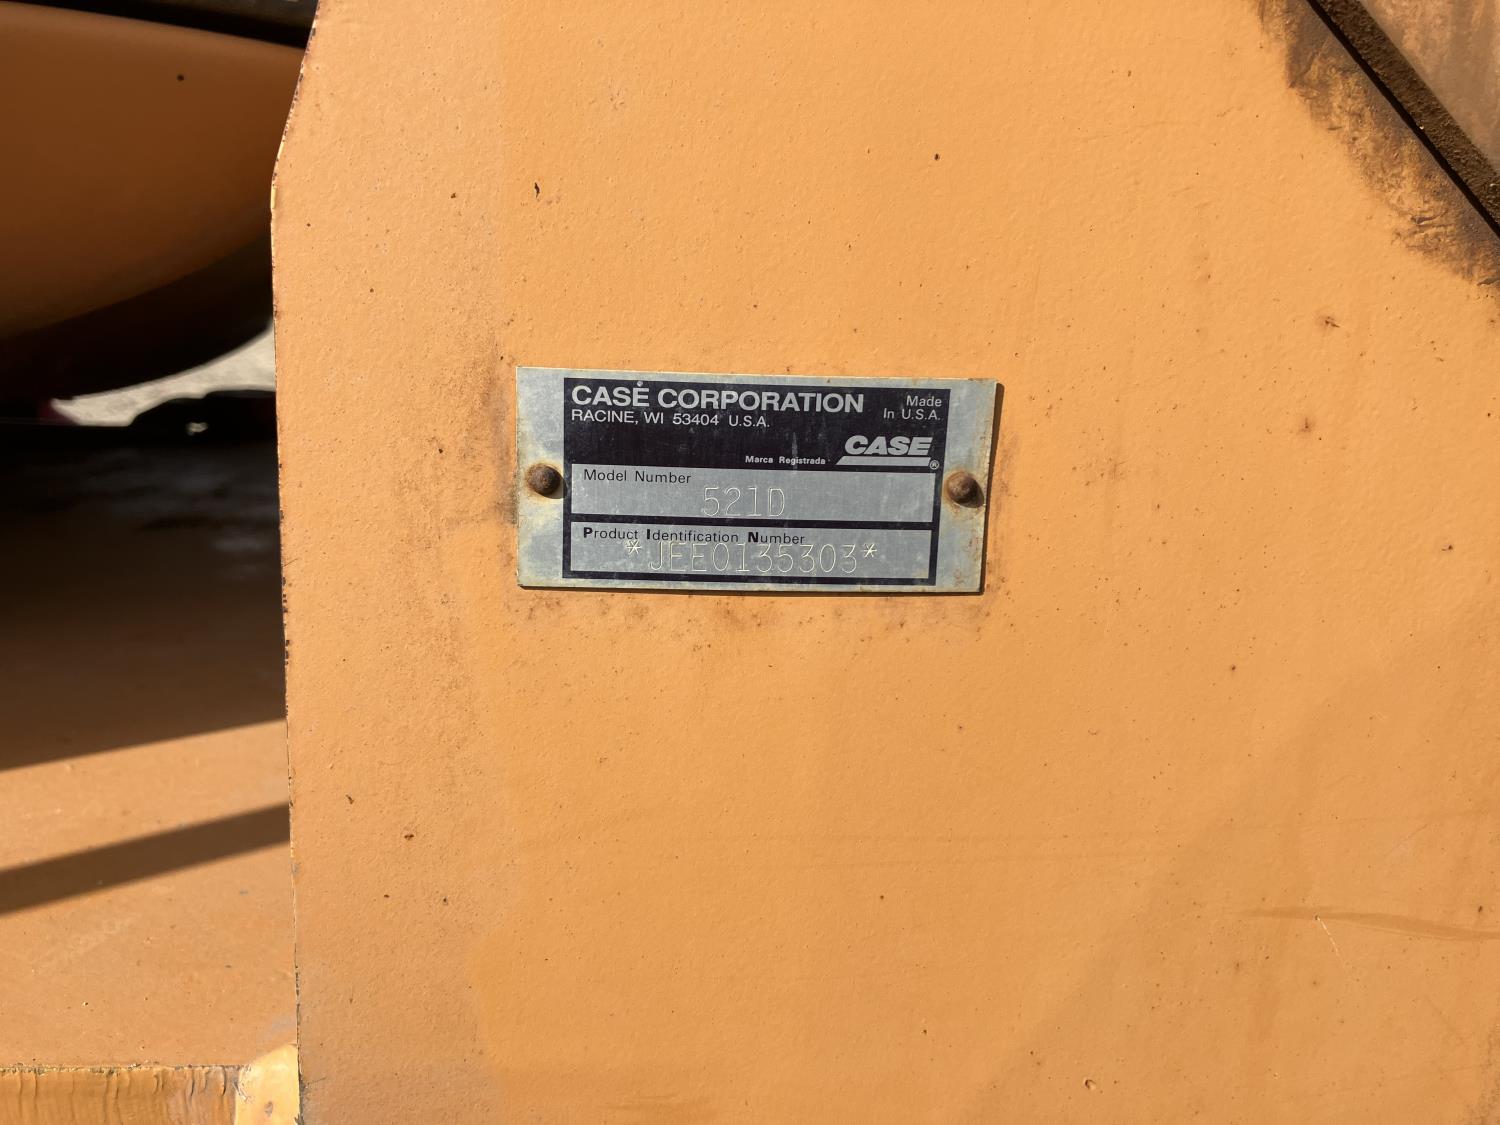 CASE CORPORATION
RACINE, WI 53404 U.S.A.
Made
In U.S.A.
Marca Registrada
CASE®
Model Number
521D
Product Identification Number
*JEE0135303*